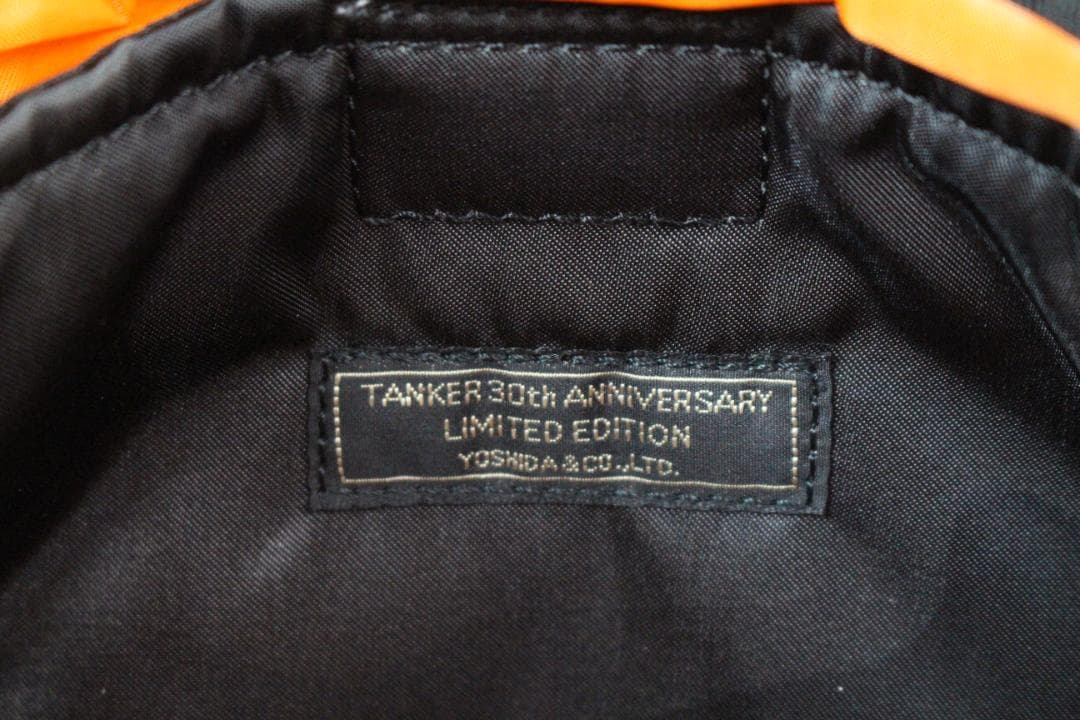 TANKER 30th ANNIVERSARY
LIMITED EDITION
YOSHIDA & CO.,LTD.